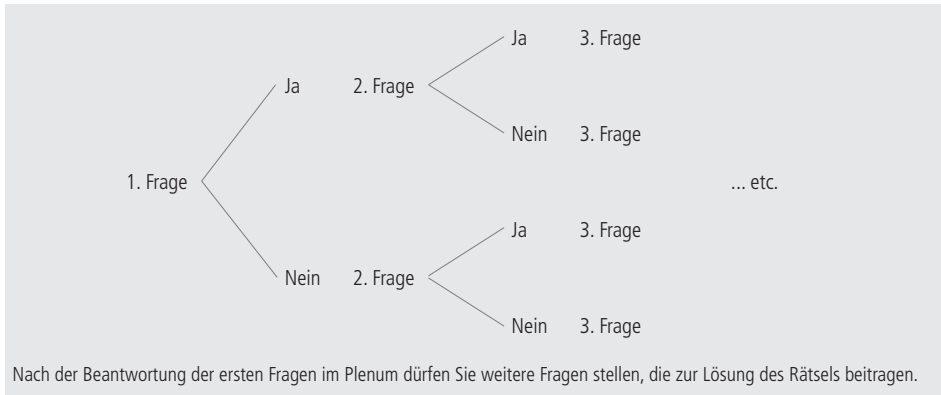 Ja 3. Frage
Ja 2. Frage
Nein 3. Frage
1. Frage ... etc.
Ja 3. Frage
Nein 2. Frage
Nein 3. Frage
Nach der Beantwortung der ersten Fragen im Plenum dürfen Sie weitere Fragen stellen, die zur Lösung des Rätsels beitragen.